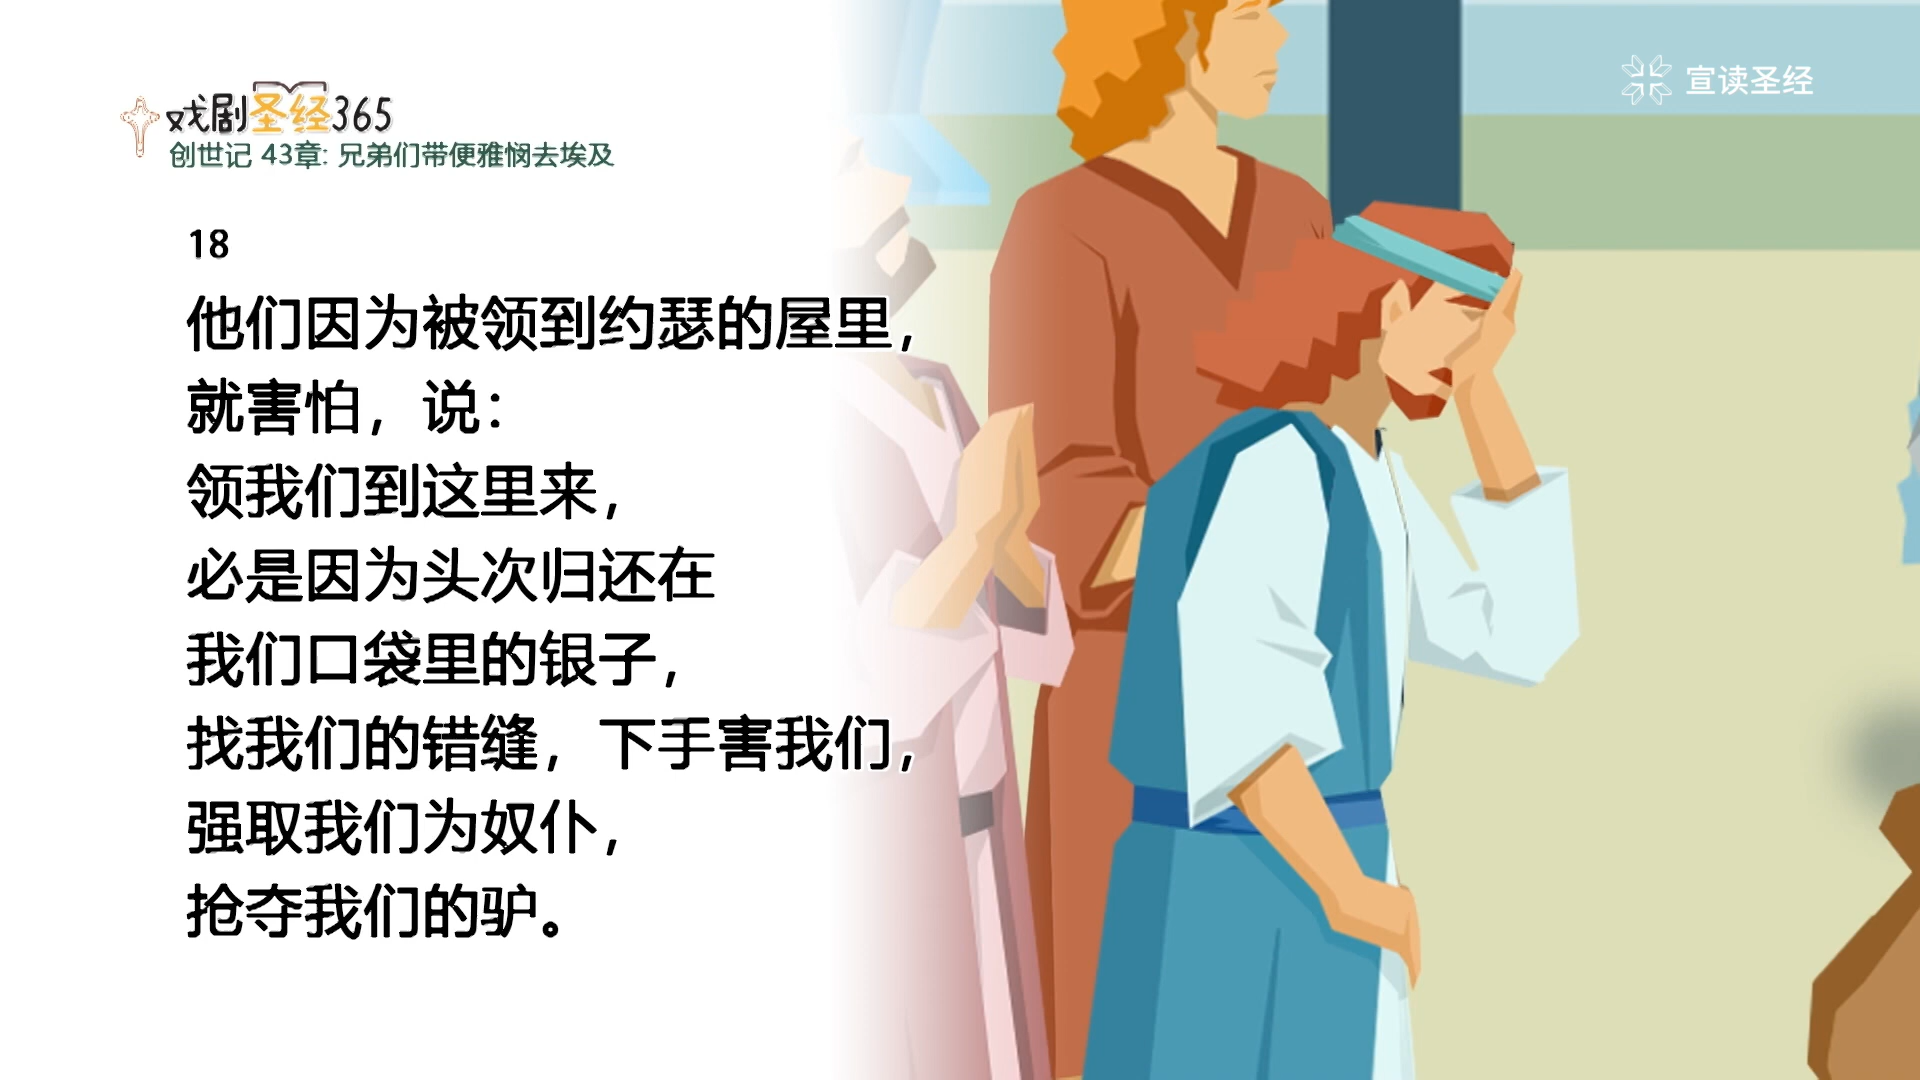 戏剧圣经365
创世记 43章: 兄弟们带便雅悯去埃及
宣读圣经
18
他们因为被领到约瑟的屋里，
就害怕，说：
领我们到这里来，
必是因为头次归还在
我们口袋里的银子，
找我们的错缝，下手害我们，
强取我们为奴仆，
抢夺我们的驴。